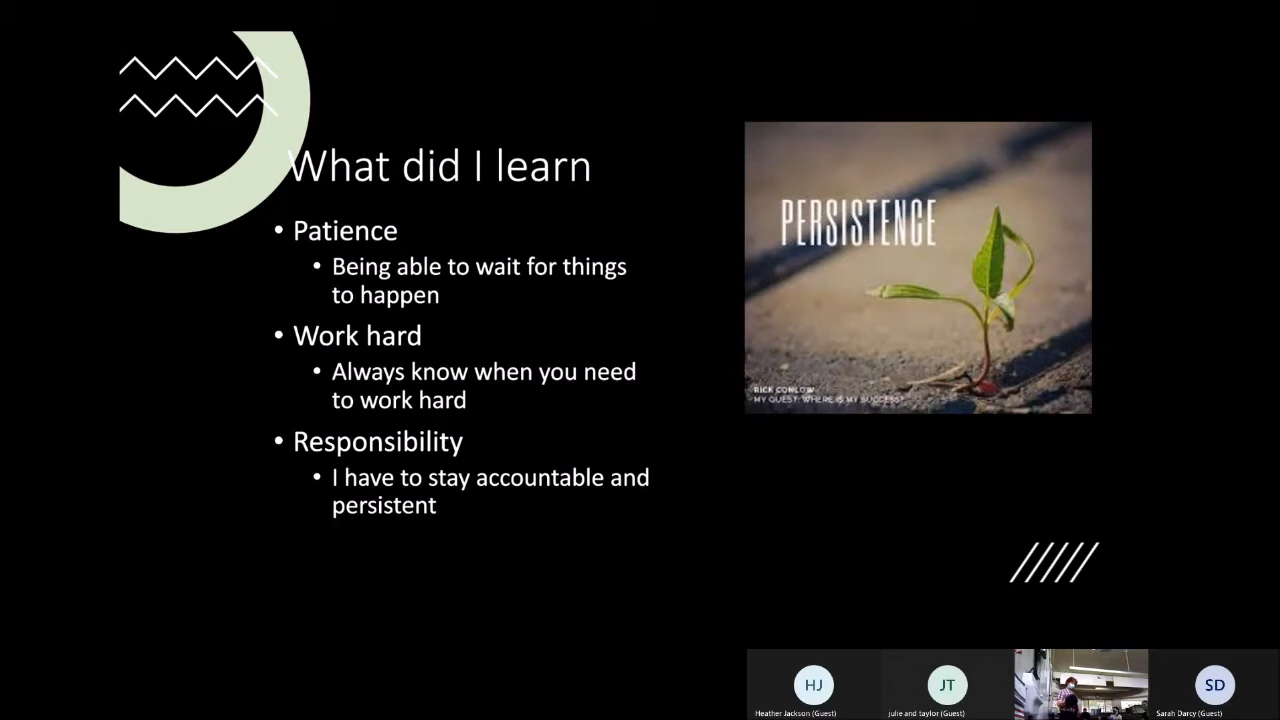 What did I learn
• Patience
• Being able to wait for things
to happen
• Work hard
• Always know when you need
to work hard
• Responsibility
• I have to stay accountable and
persistent
PERSISTENCE
RICK CONLOW
MY QUEST: WHERE IS MY SUCCESS?
HJ
Heather Jackson (Guest)
JT
julie and taylor (Guest)
SD
Sarah Darcy (Guest)